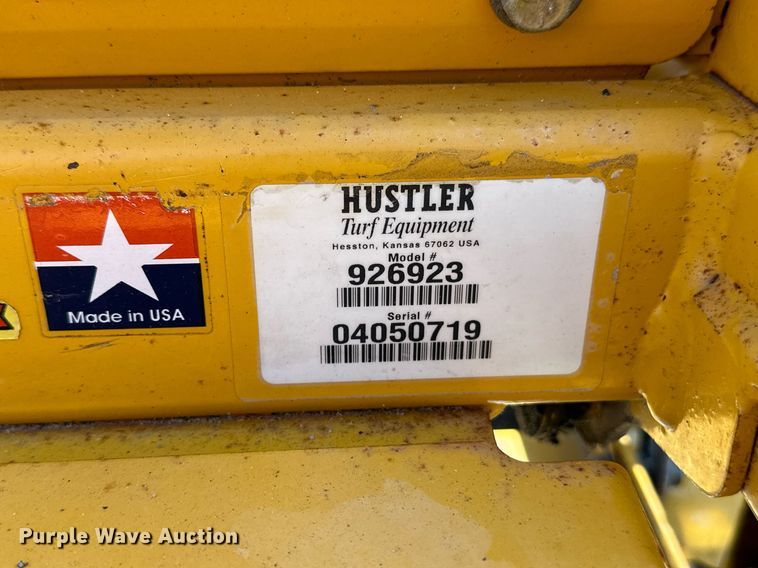 HUSTLER
Turf Equipment
Hesston, Kansas 67062 USA
Model #
926923
Serial #
04050719
Made in USA
Purple Wave Auction